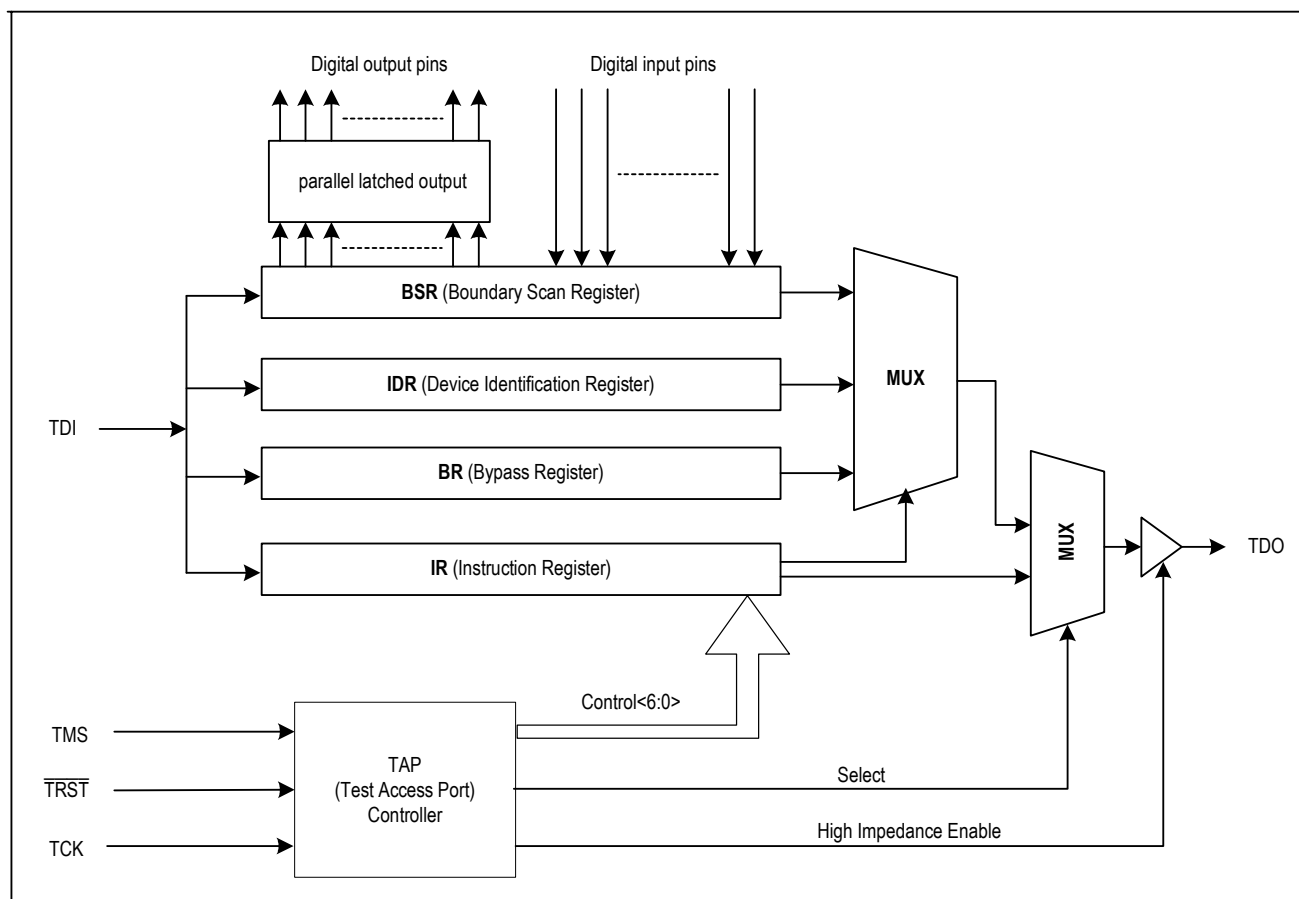 Digital output pins
Digital input pins
parallel latched output
BSR (Boundary Scan Register)
IDR (Device Identification Register)
MUX
TDI
BR (Bypass Register)
MUX
TDO
IR (Instruction Register)
Control<6:0>
TMS
TAP
(Test Access Port)
Controller
TRST
Select
TCK
High Impedance Enable